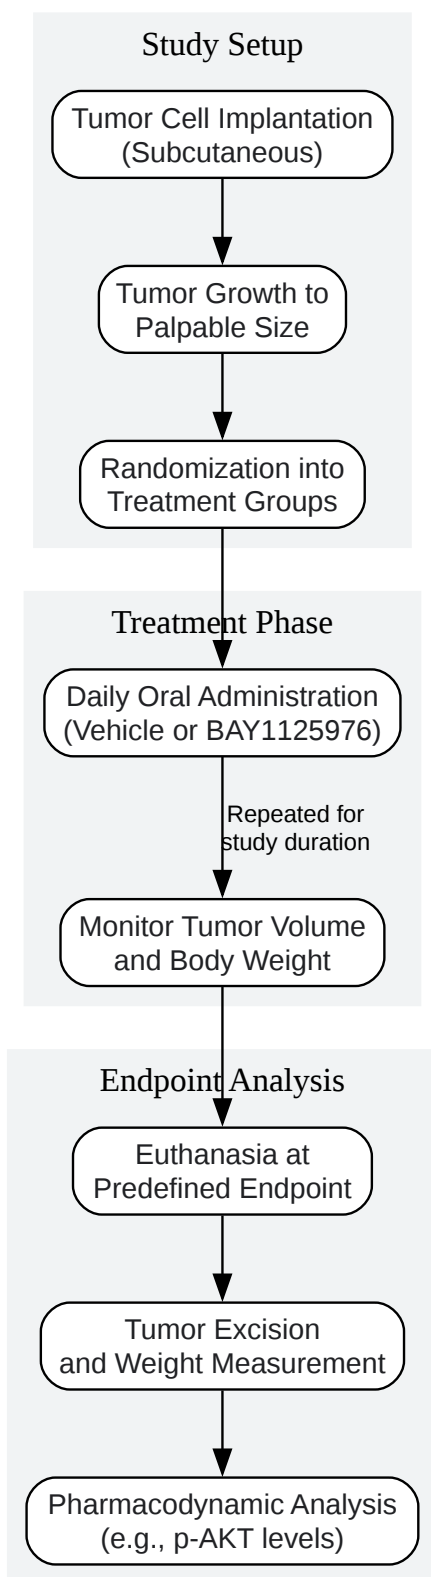 Study Setup
Tumor Cell Implantation
(Subcutaneous)
Tumor Growth to
Palpable Size
Randomization into
Treatment Groups
Treatment Phase
Daily Oral Administration
(Vehicle or BAY1125976)
Repeated for
study duration
Monitor Tumor Volume
and Body Weight
Endpoint Analysis
Euthanasia at
Predefined Endpoint
Tumor Excision
and Weight Measurement
Pharmacodynamic Analysis
(e.g., p-AKT levels)